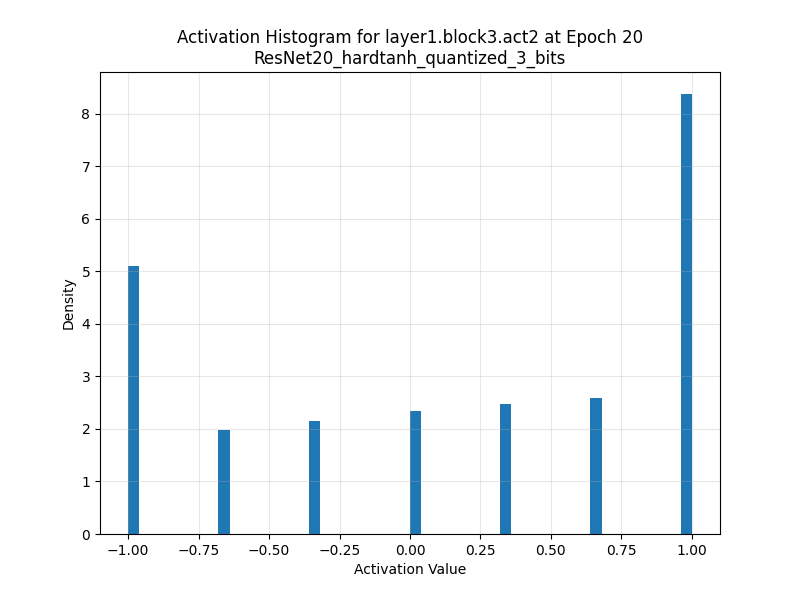 Activation Histogram for layer1.block3.act2 at Epoch 20
ResNet20_hardtanh_quantized_3_bits
Density
8
7
6
5
4
3
2
1
0
−1.00 −0.75 −0.50 −0.25 0.00 0.25 0.50 0.75 1.00
Activation Value